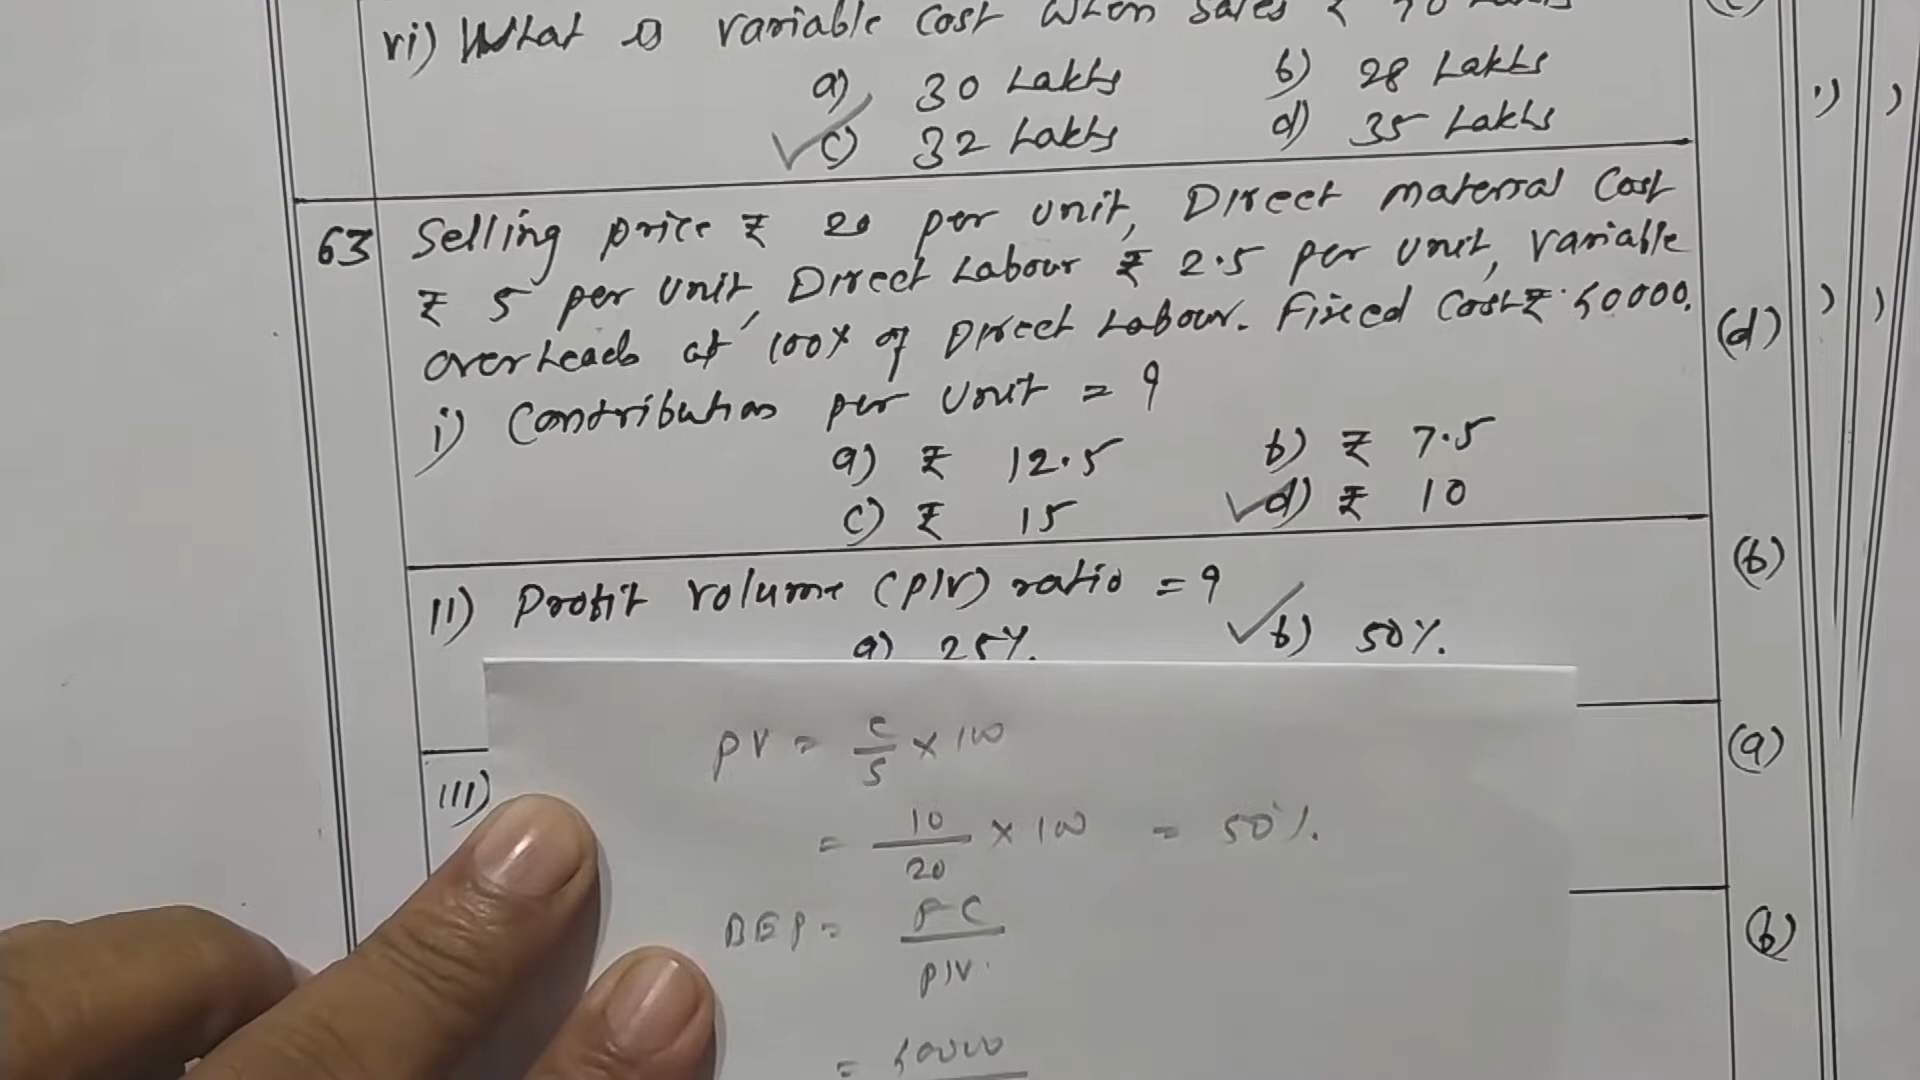 vi) What is variable cost when sales ₹
a) 30 Lakhs b) 28 Lakhs
c) 32 Lakhs d) 35 Lakhs
63 Selling price ₹ 20 per unit, Direct material Cost
₹ 5 per unit, Direct Labour ₹ 2.5 per unit, variable
overheads at 100% of Direct Labour. Fixed Cost ₹ 50000.
(d)
i) Contribution per unit = ?
a) ₹ 12.5 b) ₹ 7.5
c) ₹ 15 d) ₹ 10
(b)
ii) Profit volume (P/V) ratio = ?
a) 25%. b) 50%.
PV = C/S × 100
(a)
iii)
= 10/20 × 100 = 50%.
BEP = FC/P/V
(b)
= 50000